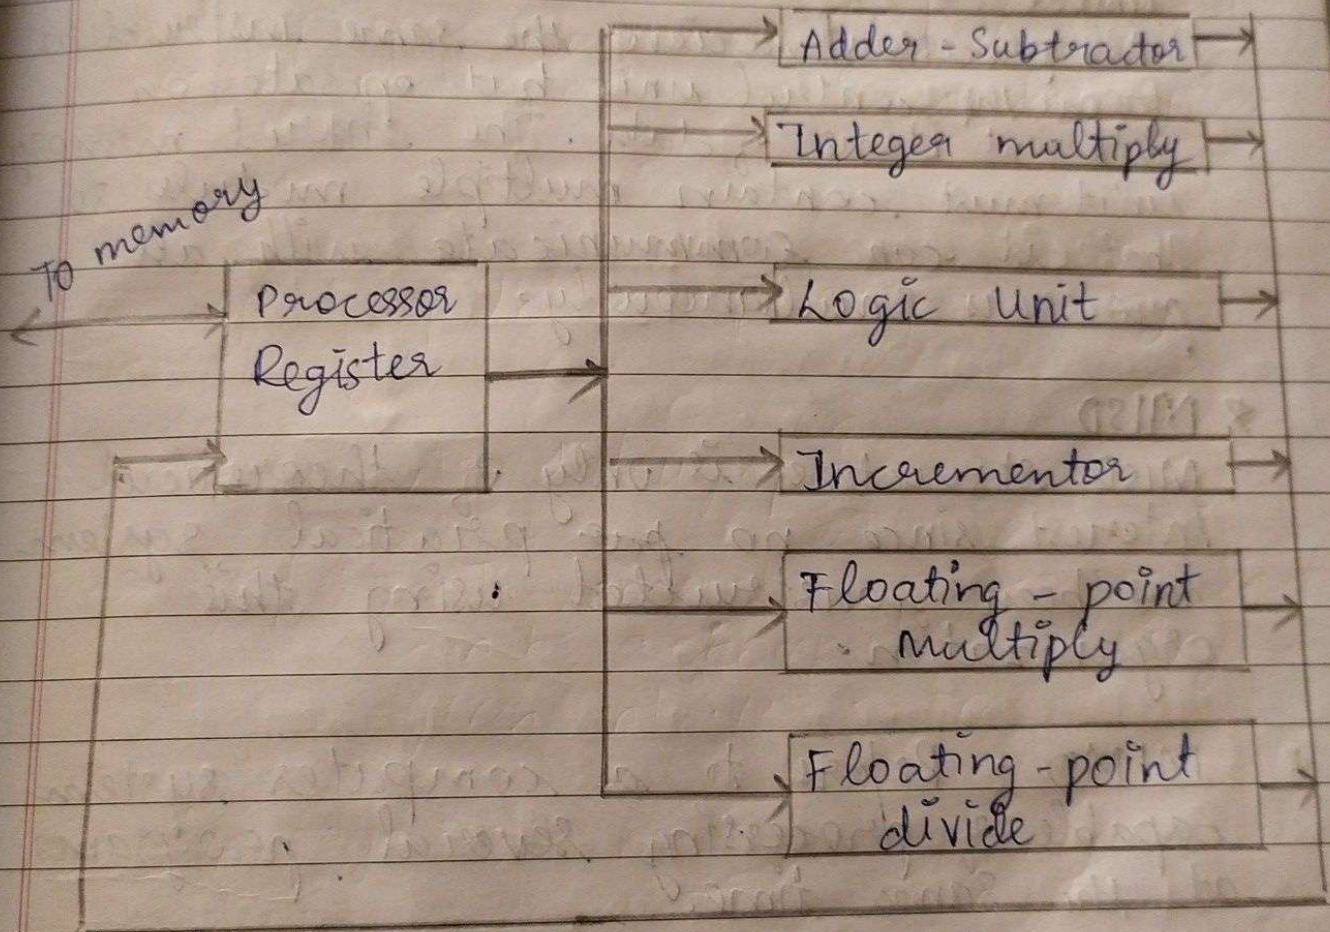 Adder - Subtractor
Integer multiply
To memory
Processor
Register
Logic Unit
Incrementor
Floating - point
multiply
Floating - point
divide